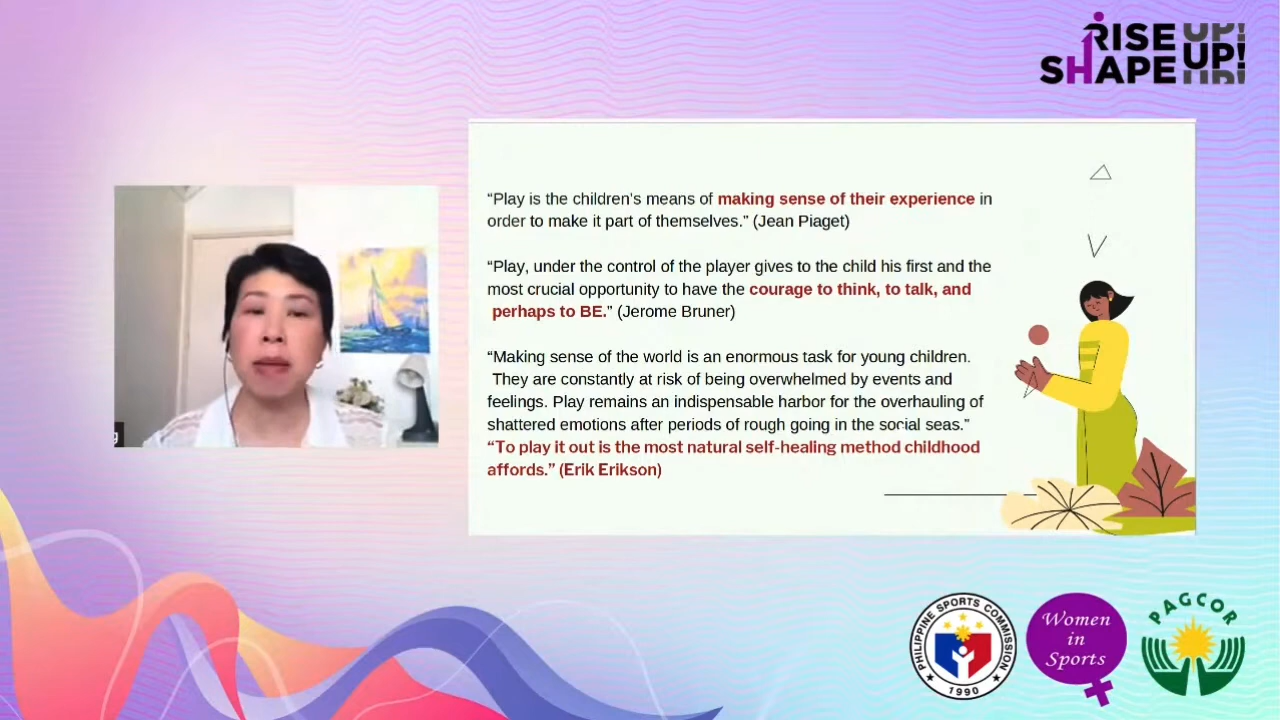 RISE UP!
SHAPE UP!
“Play is the children's means of making sense of their experience in
order to make it part of themselves.” (Jean Piaget)
“Play, under the control of the player gives to the child his first and the
most crucial opportunity to have the courage to think, to talk, and
perhaps to BE.” (Jerome Bruner)
“Making sense of the world is an enormous task for young children.
They are constantly at risk of being overwhelmed by events and
feelings. Play remains an indispensable harbor for the overhauling of
shattered emotions after periods of rough going in the social seas.”
“To play it out is the most natural self-healing method childhood
affords.” (Erik Erikson)
g
PHILIPPINE SPORTS COMMISSION
1990
Women
in
Sports
PAGCOR